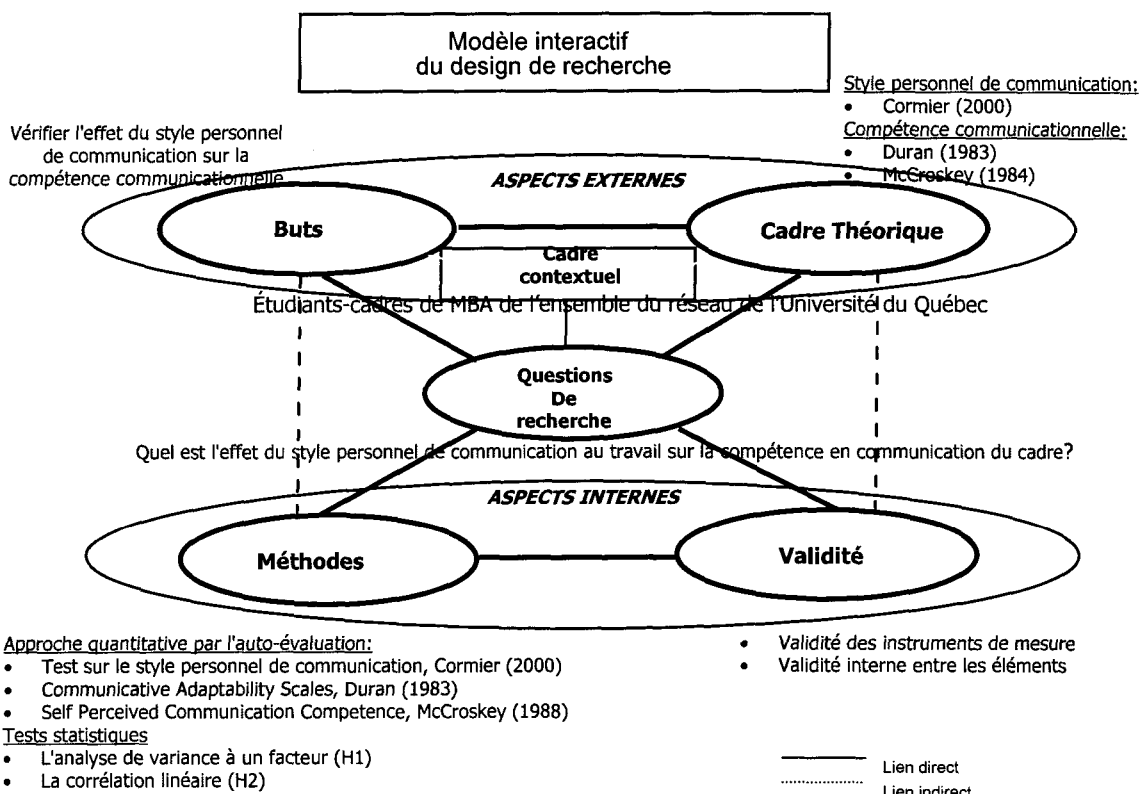 Modèle interactif
du design de recherche
Style personnel de communication:
• Cormier (2000)
Compétence communicationnelle:
• Duran (1983)
• McCroskey (1984)
Vérifier l'effet du style personnel
de communication sur la
compétence communicationnelle
ASPECTS EXTERNES
Buts
Cadre Théorique
Cadre
contextuel
Étudiants-cadres de MBA de l'ensemble du réseau de l'Université du Québec
Questions
De
recherche
Quel est l'effet du style personnel de communication au travail sur la compétence en communication du cadre?
ASPECTS INTERNES
Méthodes
Validité
Approche quantitative par l'auto-évaluation:
• Test sur le style personnel de communication, Cormier (2000)
• Communicative Adaptability Scales, Duran (1983)
• Self Perceived Communication Competence, McCroskey (1988)
Tests statistiques
• L'analyse de variance à un facteur (H1)
• La corrélation linéaire (H2)
• Validité des instruments de mesure
• Validité interne entre les éléments
Lien direct
Lien indirect